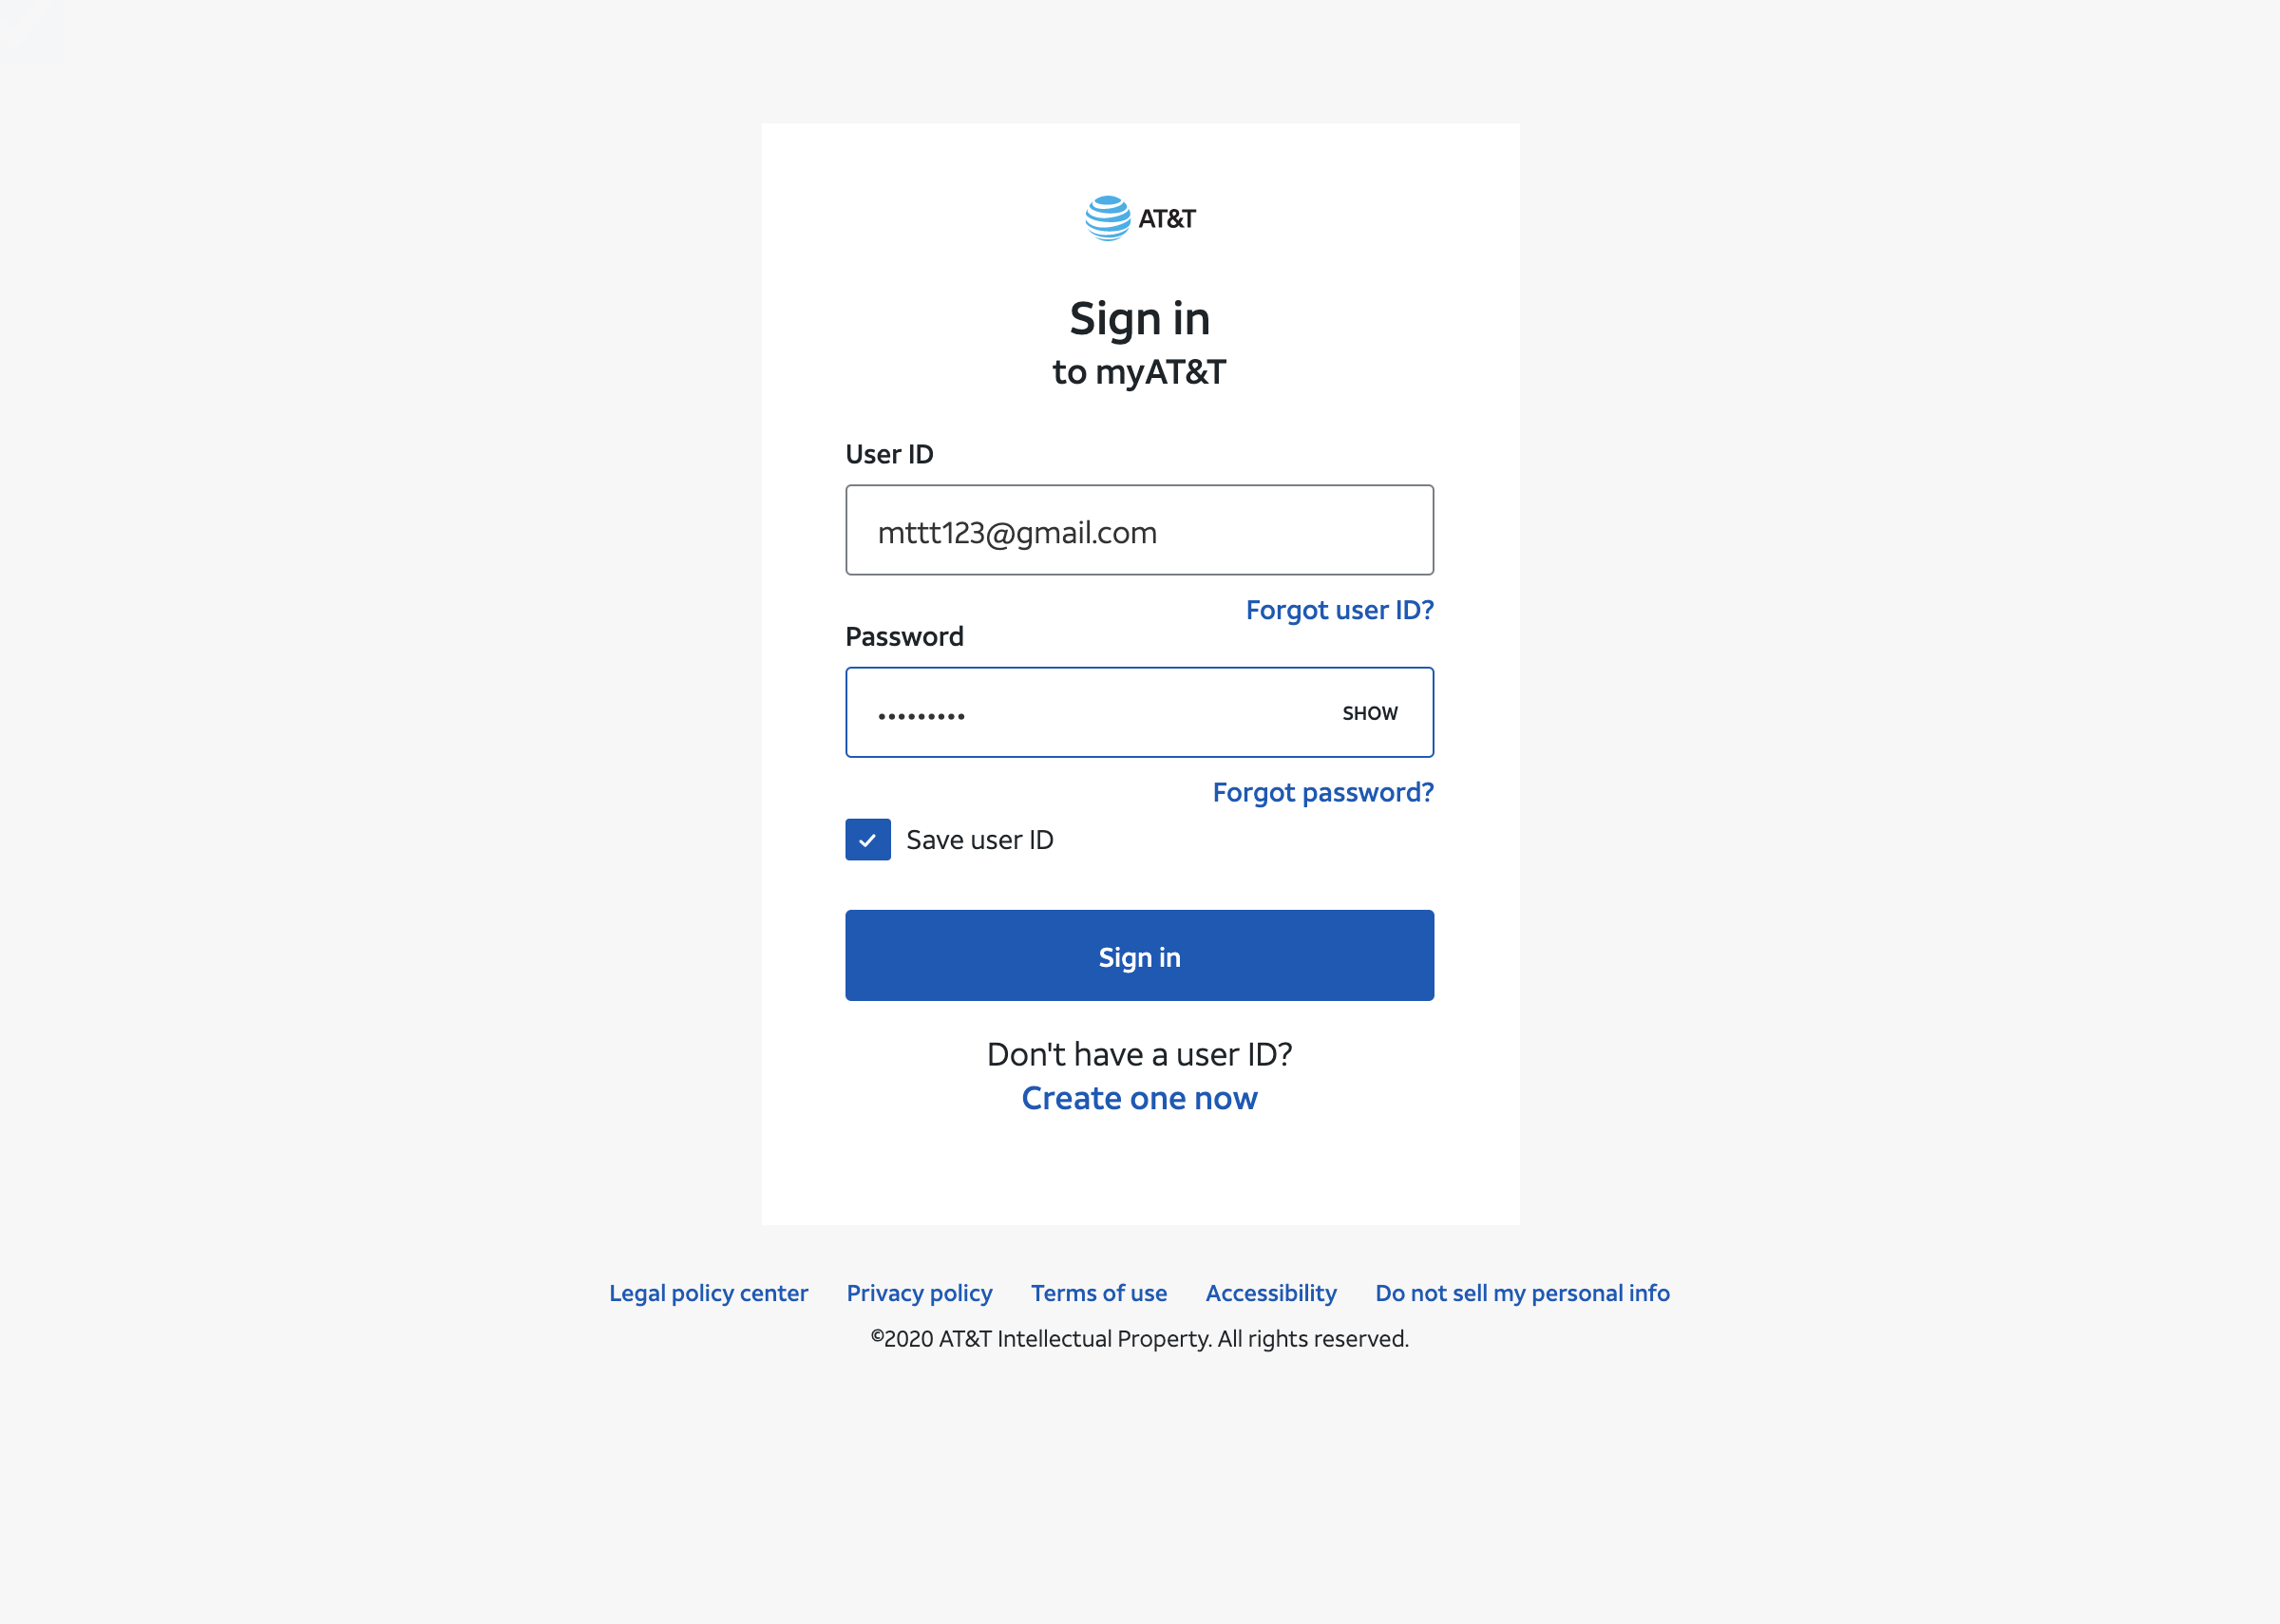 AT&T
Sign in
to myAT&T
User ID
mttt123@gmail.com
Forgot user ID?
Password
•••••••••
SHOW
Forgot password?
Save user ID
Sign in
Don't have a user ID?
Create one now
Legal policy center Privacy policy Terms of use Accessibility Do not sell my personal info
©2020 AT&T Intellectual Property. All rights reserved.